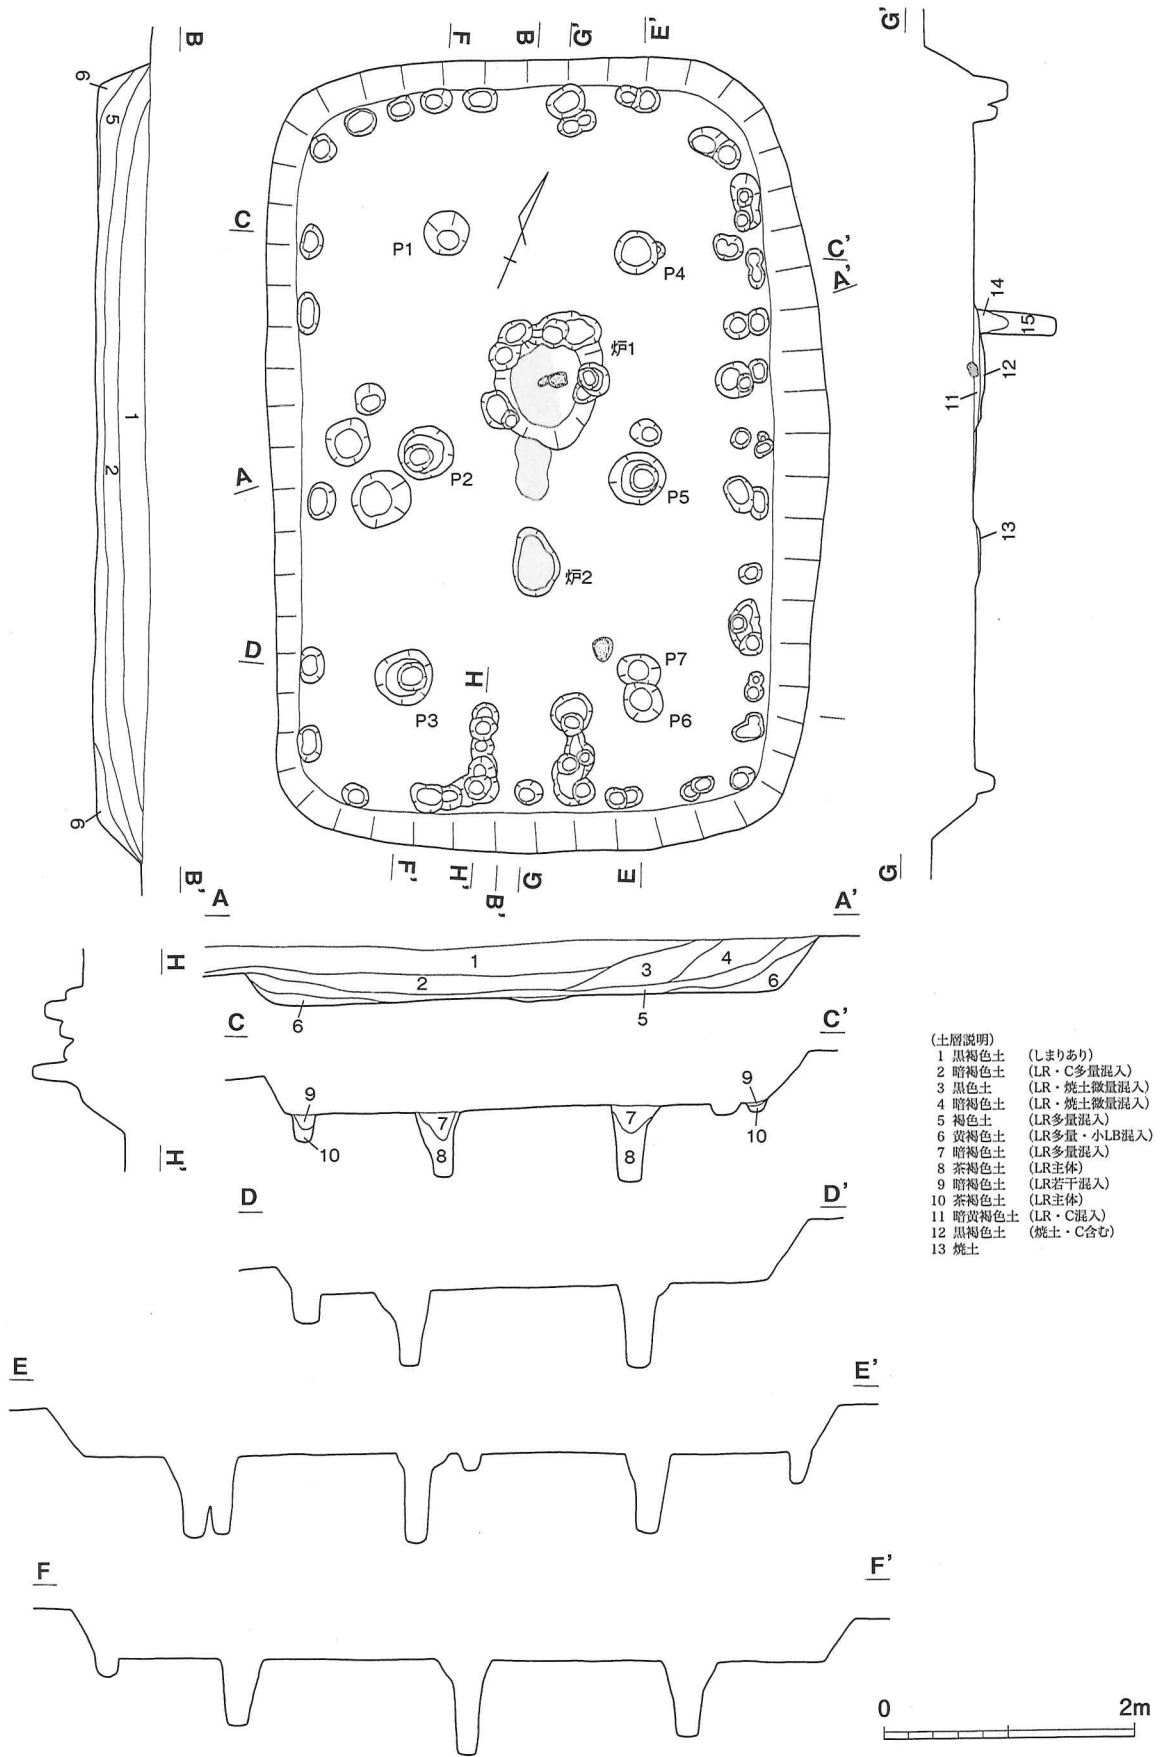 B F B G' E' G'
6
5
1
2
6
C
P1
P4
C'
A'
炉1
14
15
12
11
A
P2
P5
13
炉2
D
P7
H
P3
P6
B' F' H' B' G E G
A A'
H
1
2 3 4 6
6 5
C C'
9 7 7 9
10 8 8 10
H'
D D'
E E'
F F'
(土層説明)
1 黒褐色土 (しまりあり)
2 暗褐色土 (LR・C多量混入)
3 黒色土 (LR・焼土微量混入)
4 暗褐色土 (LR・焼土微量混入)
5 褐色土 (LR多量混入)
6 黄褐色土 (LR多量・小LB混入)
7 暗褐色土 (LR多量混入)
8 茶褐色土 (LR主体)
9 暗褐色土 (LR若干混入)
10 茶褐色土 (LR主体)
11 暗黄褐色土 (LR・C混入)
12 黒褐色土 (焼土・C含む)
13 焼土
0 2m